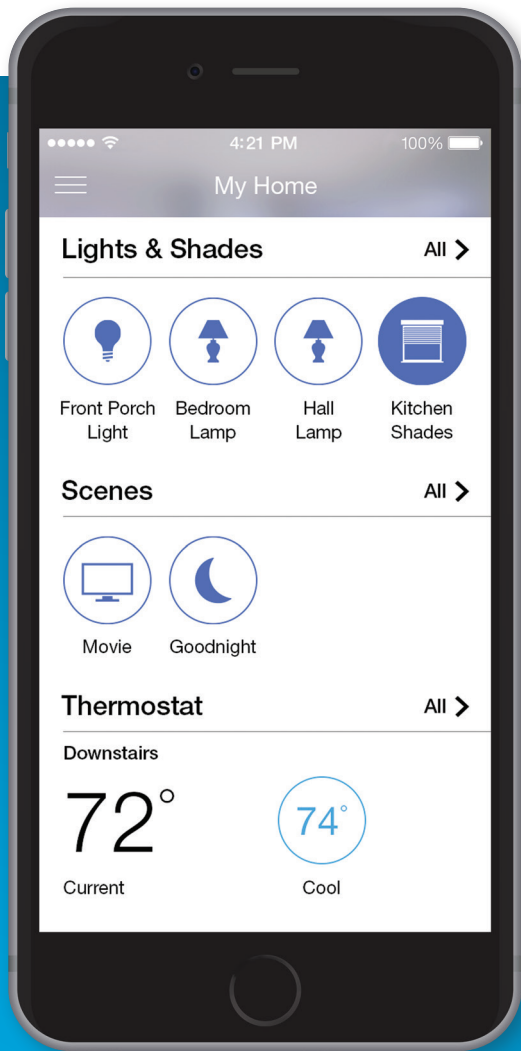 4:21 PM
100%
My Home
Lights & Shades
All
Front Porch
Light
Bedroom
Lamp
Hall
Lamp
Kitchen
Shades
Scenes
All
Movie
Goodnight
Thermostat
All
Downstairs
72°
74°
Current
Cool